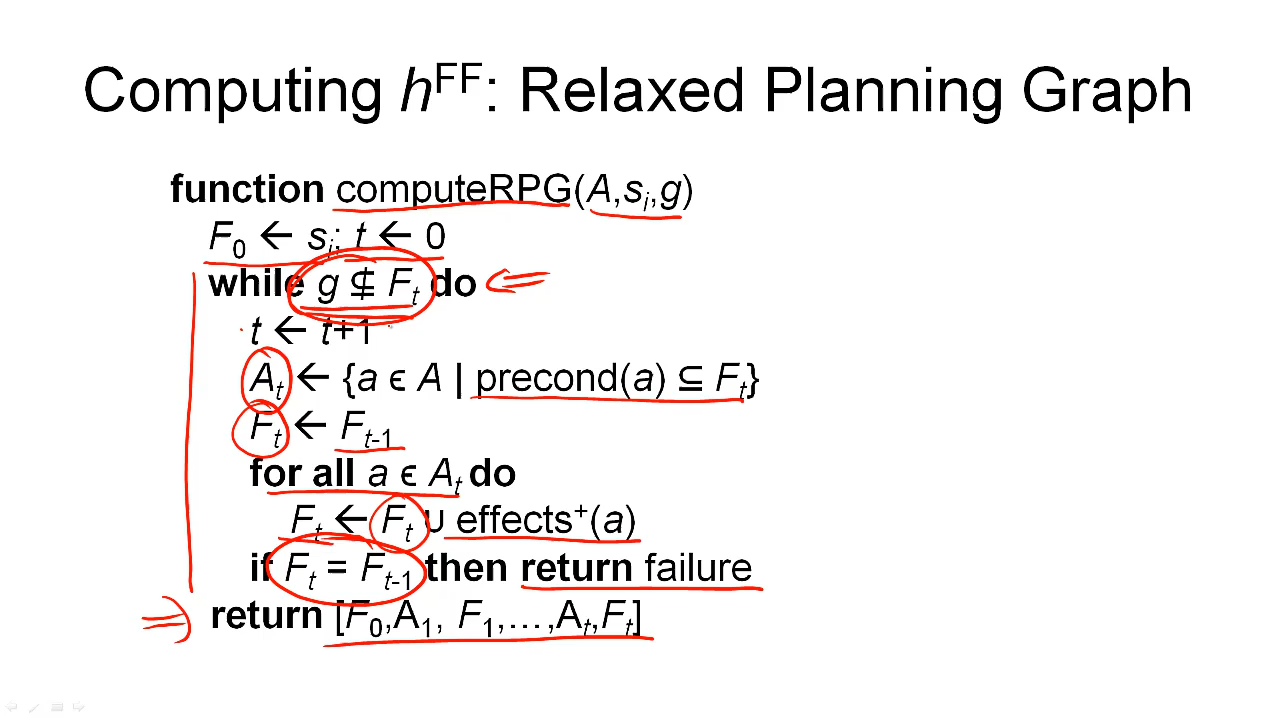 Computing hFF: Relaxed Planning Graph
function computeRPG(A,si,g)
F0 ← si; t ← 0
while g ⊈ Ft do
t ← t+1
At ← {a ϵ A | precond(a) ⊆ Ft}
Ft ← Ft-1
for all a ϵ At do
Ft ← Ft ∪ effects+(a)
if Ft = Ft-1 then return failure
return [F0,A1, F1,…,At,Ft]